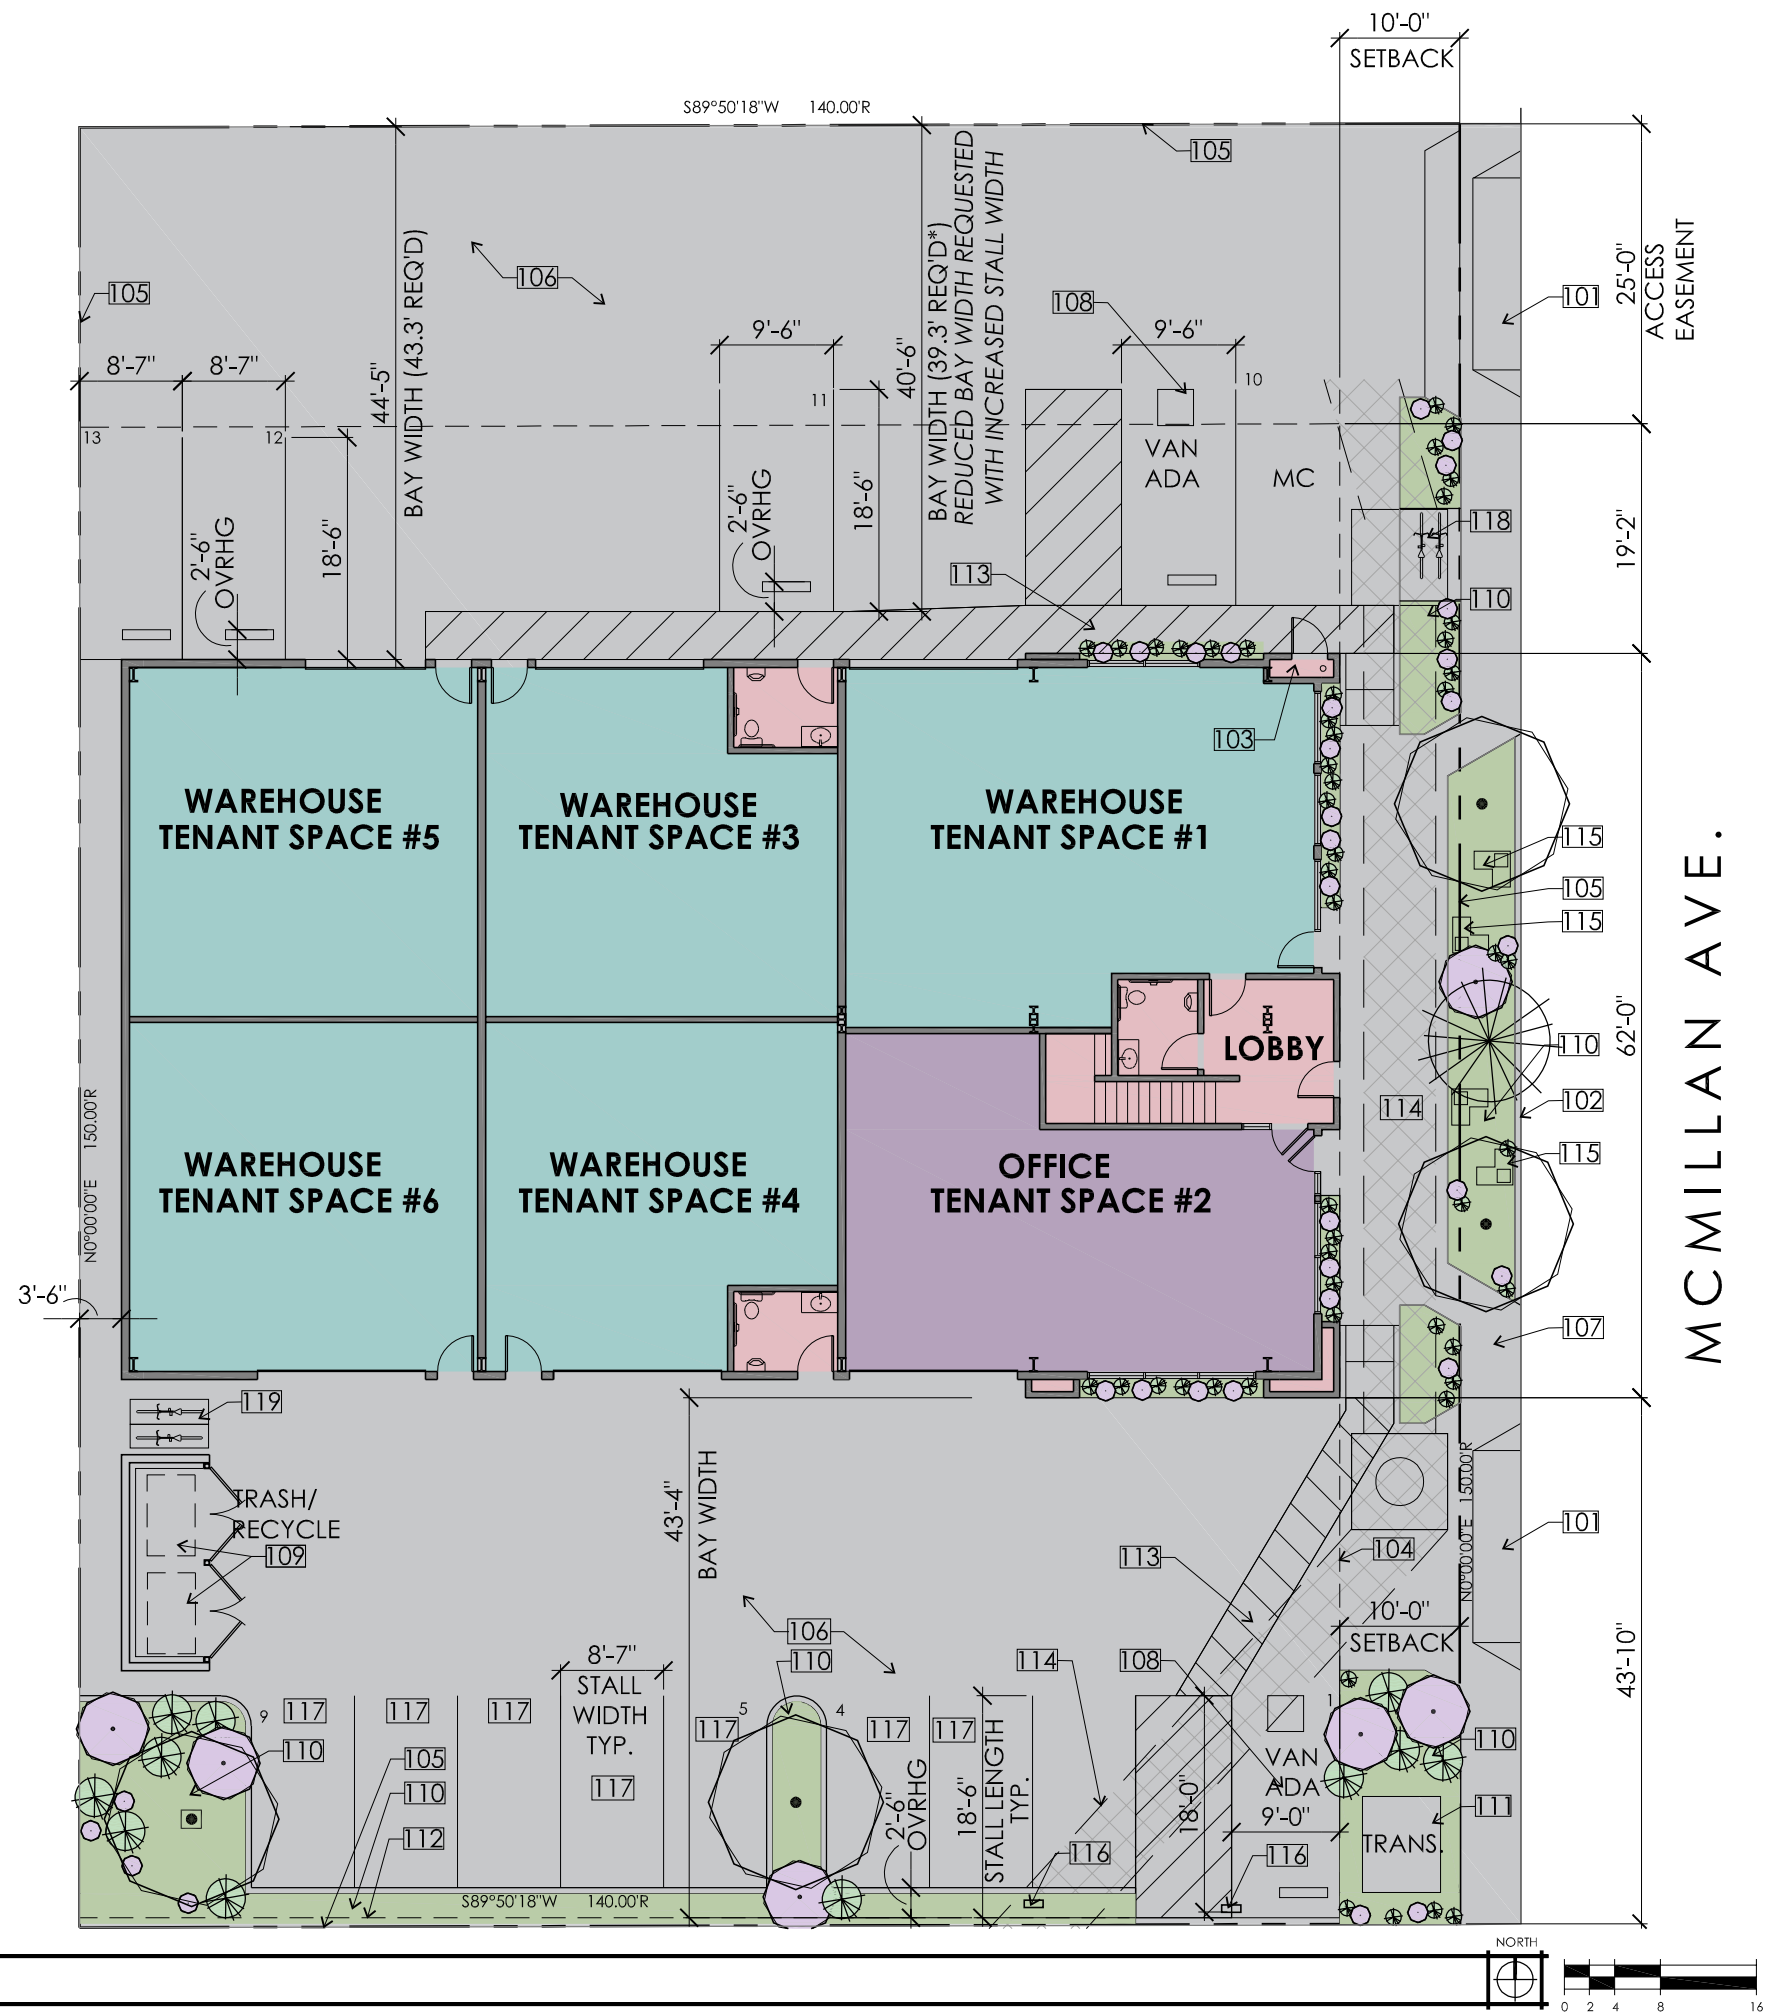 10'-0"
SETBACK
S89°50'18"W 140.00'R
105
BAY WIDTH (39.3' REQ'D*)
REDUCED BAY WIDTH REQUESTED
WITH INCREASED STALL WIDTH
40'-6"
BAY WIDTH (43.3' REQ'D)
44'-5"
25'-0"
ACCESS
EASEMENT
101
105
106
108
8'-7"
8'-7"
9'-6"
9'-6"
13
12
11
10
VAN
ADA
MC
2'-6"
OVRHG
18'-6"
2'-6"
OVRHG
18'-6"
118
19'-2"
113
110
103
WAREHOUSE
TENANT SPACE #5
WAREHOUSE
TENANT SPACE #3
WAREHOUSE
TENANT SPACE #1
115
105
115
62'-0"
MCMILLAN AVE.
LOBBY
110
102
114
115
N0°00'00"E 150.00'R
WAREHOUSE
TENANT SPACE #6
WAREHOUSE
TENANT SPACE #4
OFFICE
TENANT SPACE #2
3'-6"
107
119
43'-4"
BAY WIDTH
TRASH/
RECYCLE
109
N0°00'00"E 150.00'R
101
104
113
10'-0"
SETBACK
43'-10"
106
110
114
108
8'-7"
STALL
WIDTH
TYP.
117
9
117
117
117
117
5
4
117
117
1
110
105
110
112
2'-6"
OVRHG
18'-6"
STALL LENGTH
TYP.
18'-0"
VAN
ADA
9'-0"
110
111
TRANS.
116
116
S89°50'18"W 140.00'R
NORTH
0 2 4 8 16